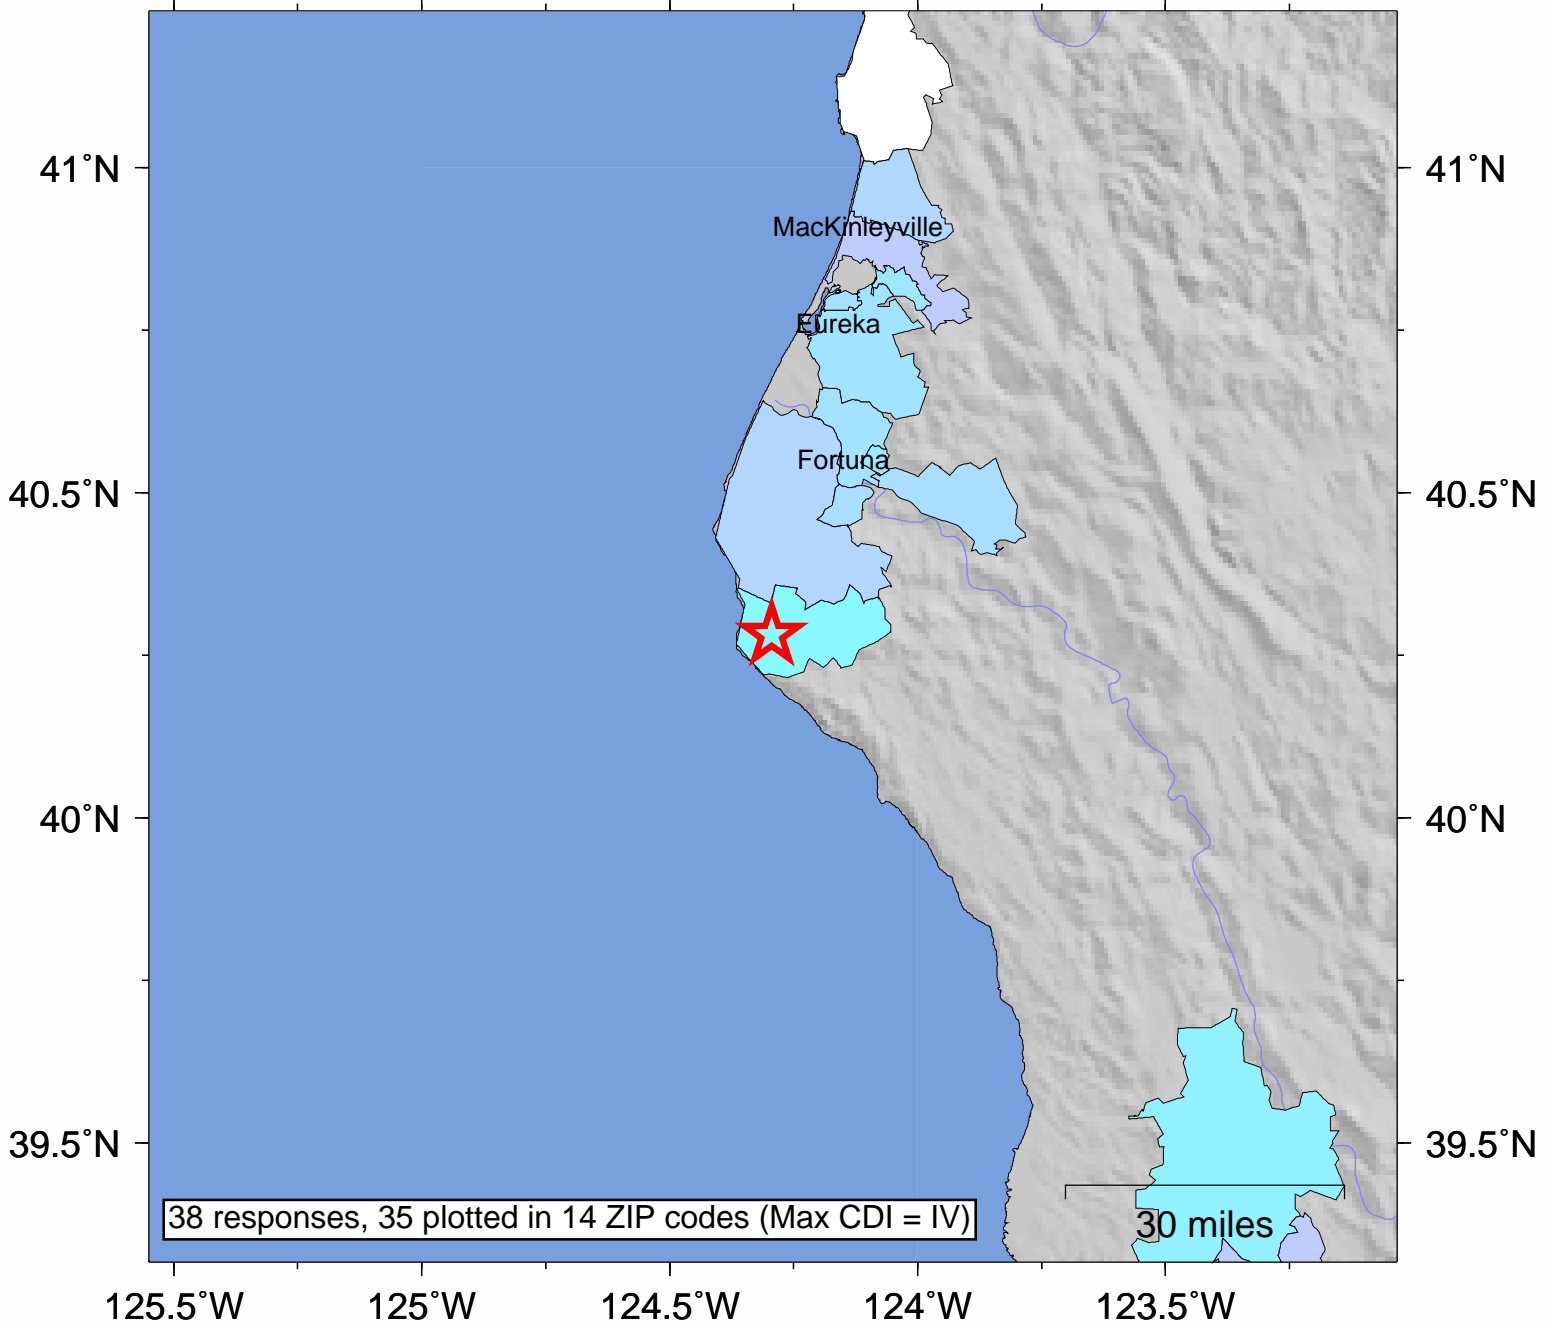 41˚N
41˚N
MacKinleyville
Eureka
Fortuna
40.5˚N
40.5˚N
40˚N
40˚N
39.5˚N
39.5˚N
38 responses, 35 plotted in 14 ZIP codes (Max CDI = IV)
30 miles
125.5˚W
125˚W
124.5˚W
124˚W
123.5˚W